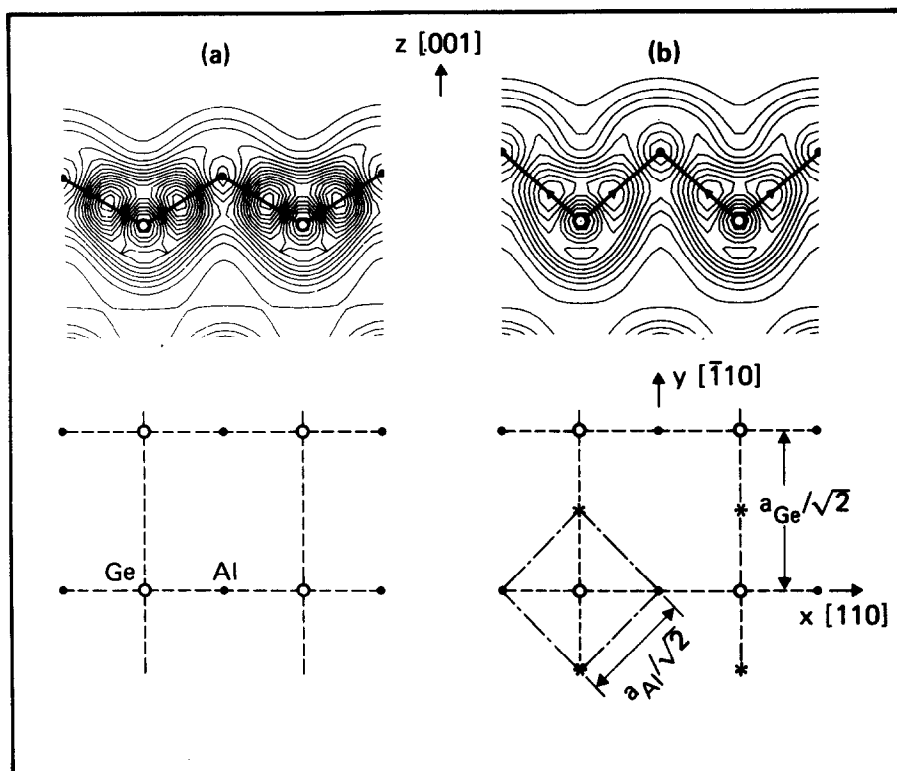 (a)
z [001]
(b)
y [1̄10]
a_Ge/√2
Ge
Al
x [110]
a_Al/√2